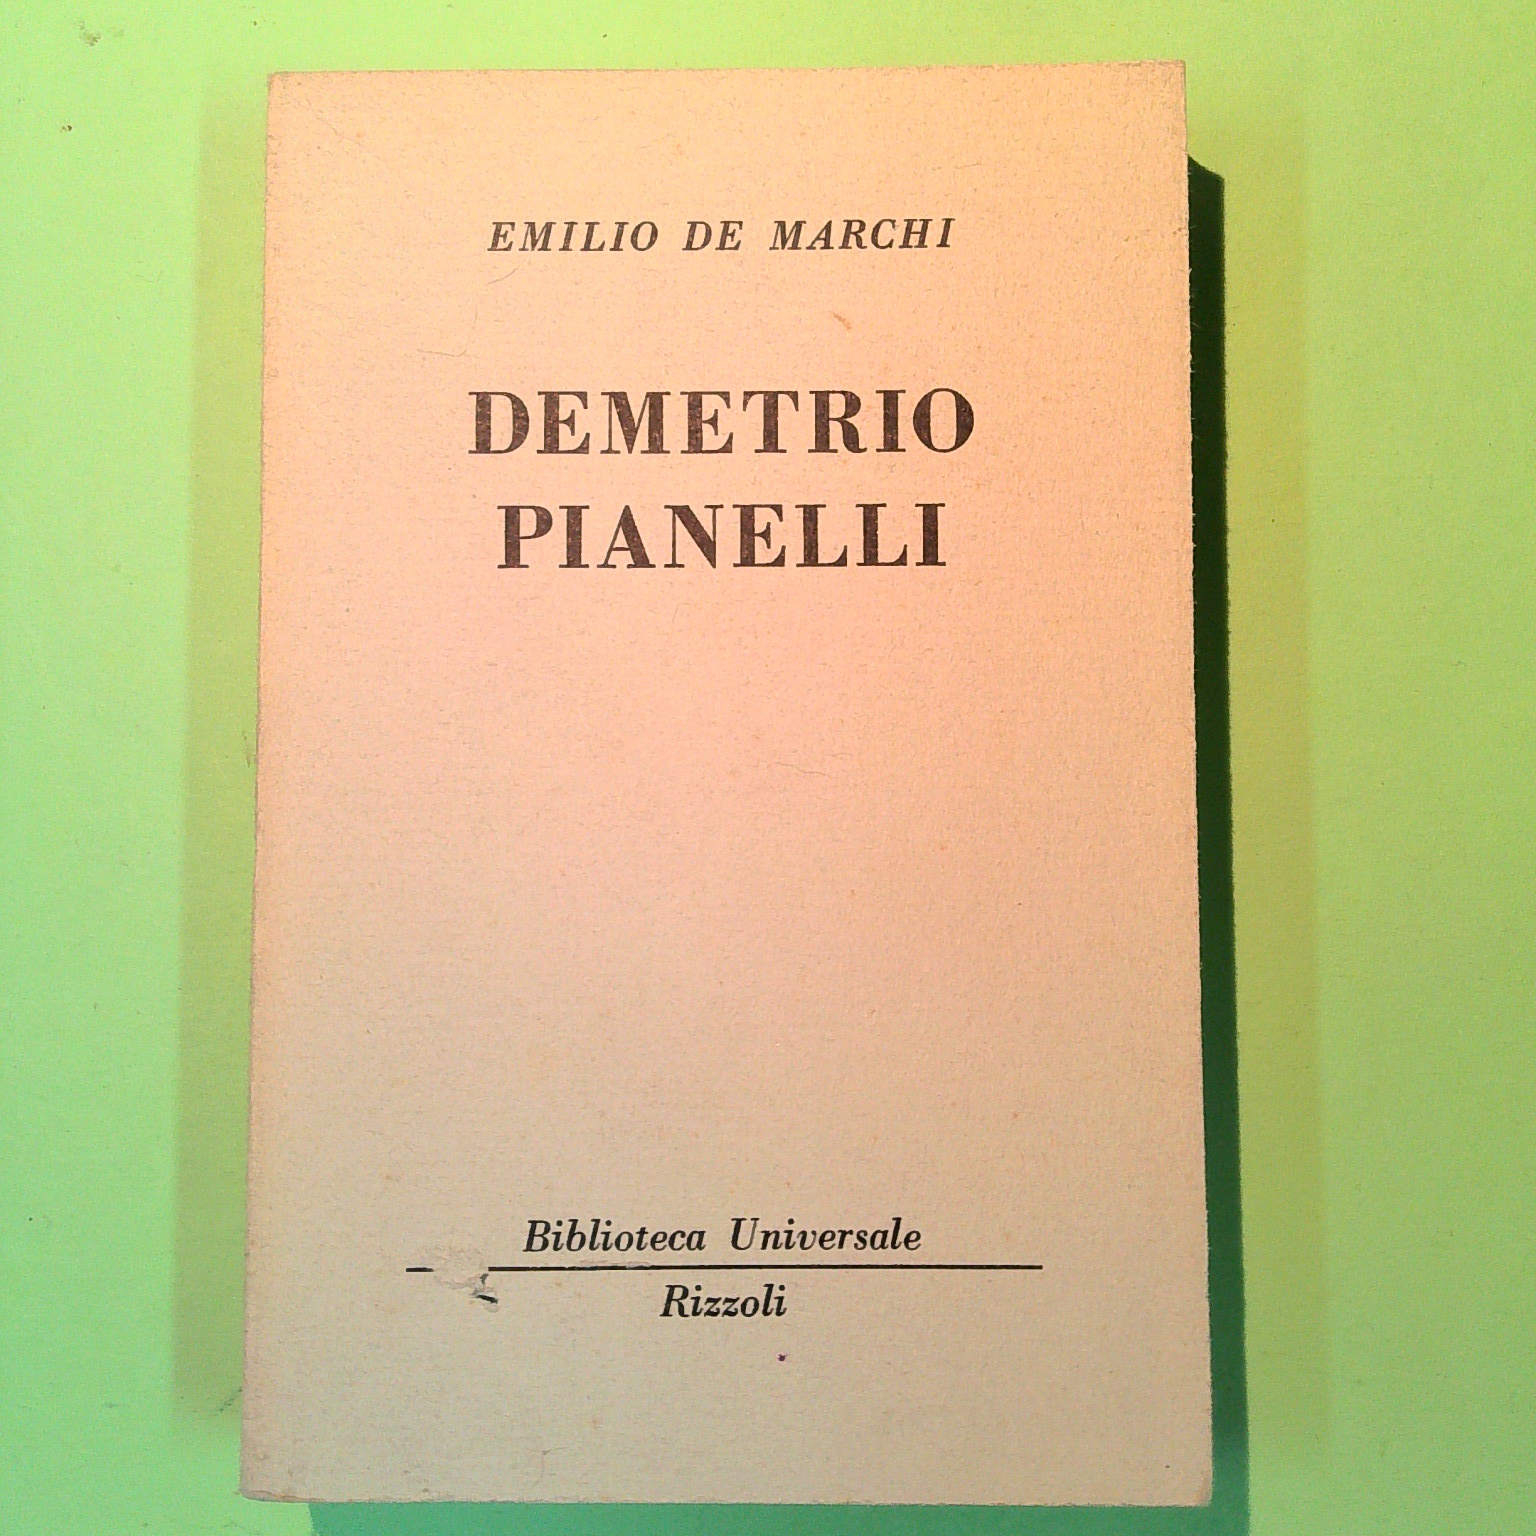 EMILIO DE MARCHI
DEMETRIO
PIANELLI
Biblioteca Universale
Rizzoli